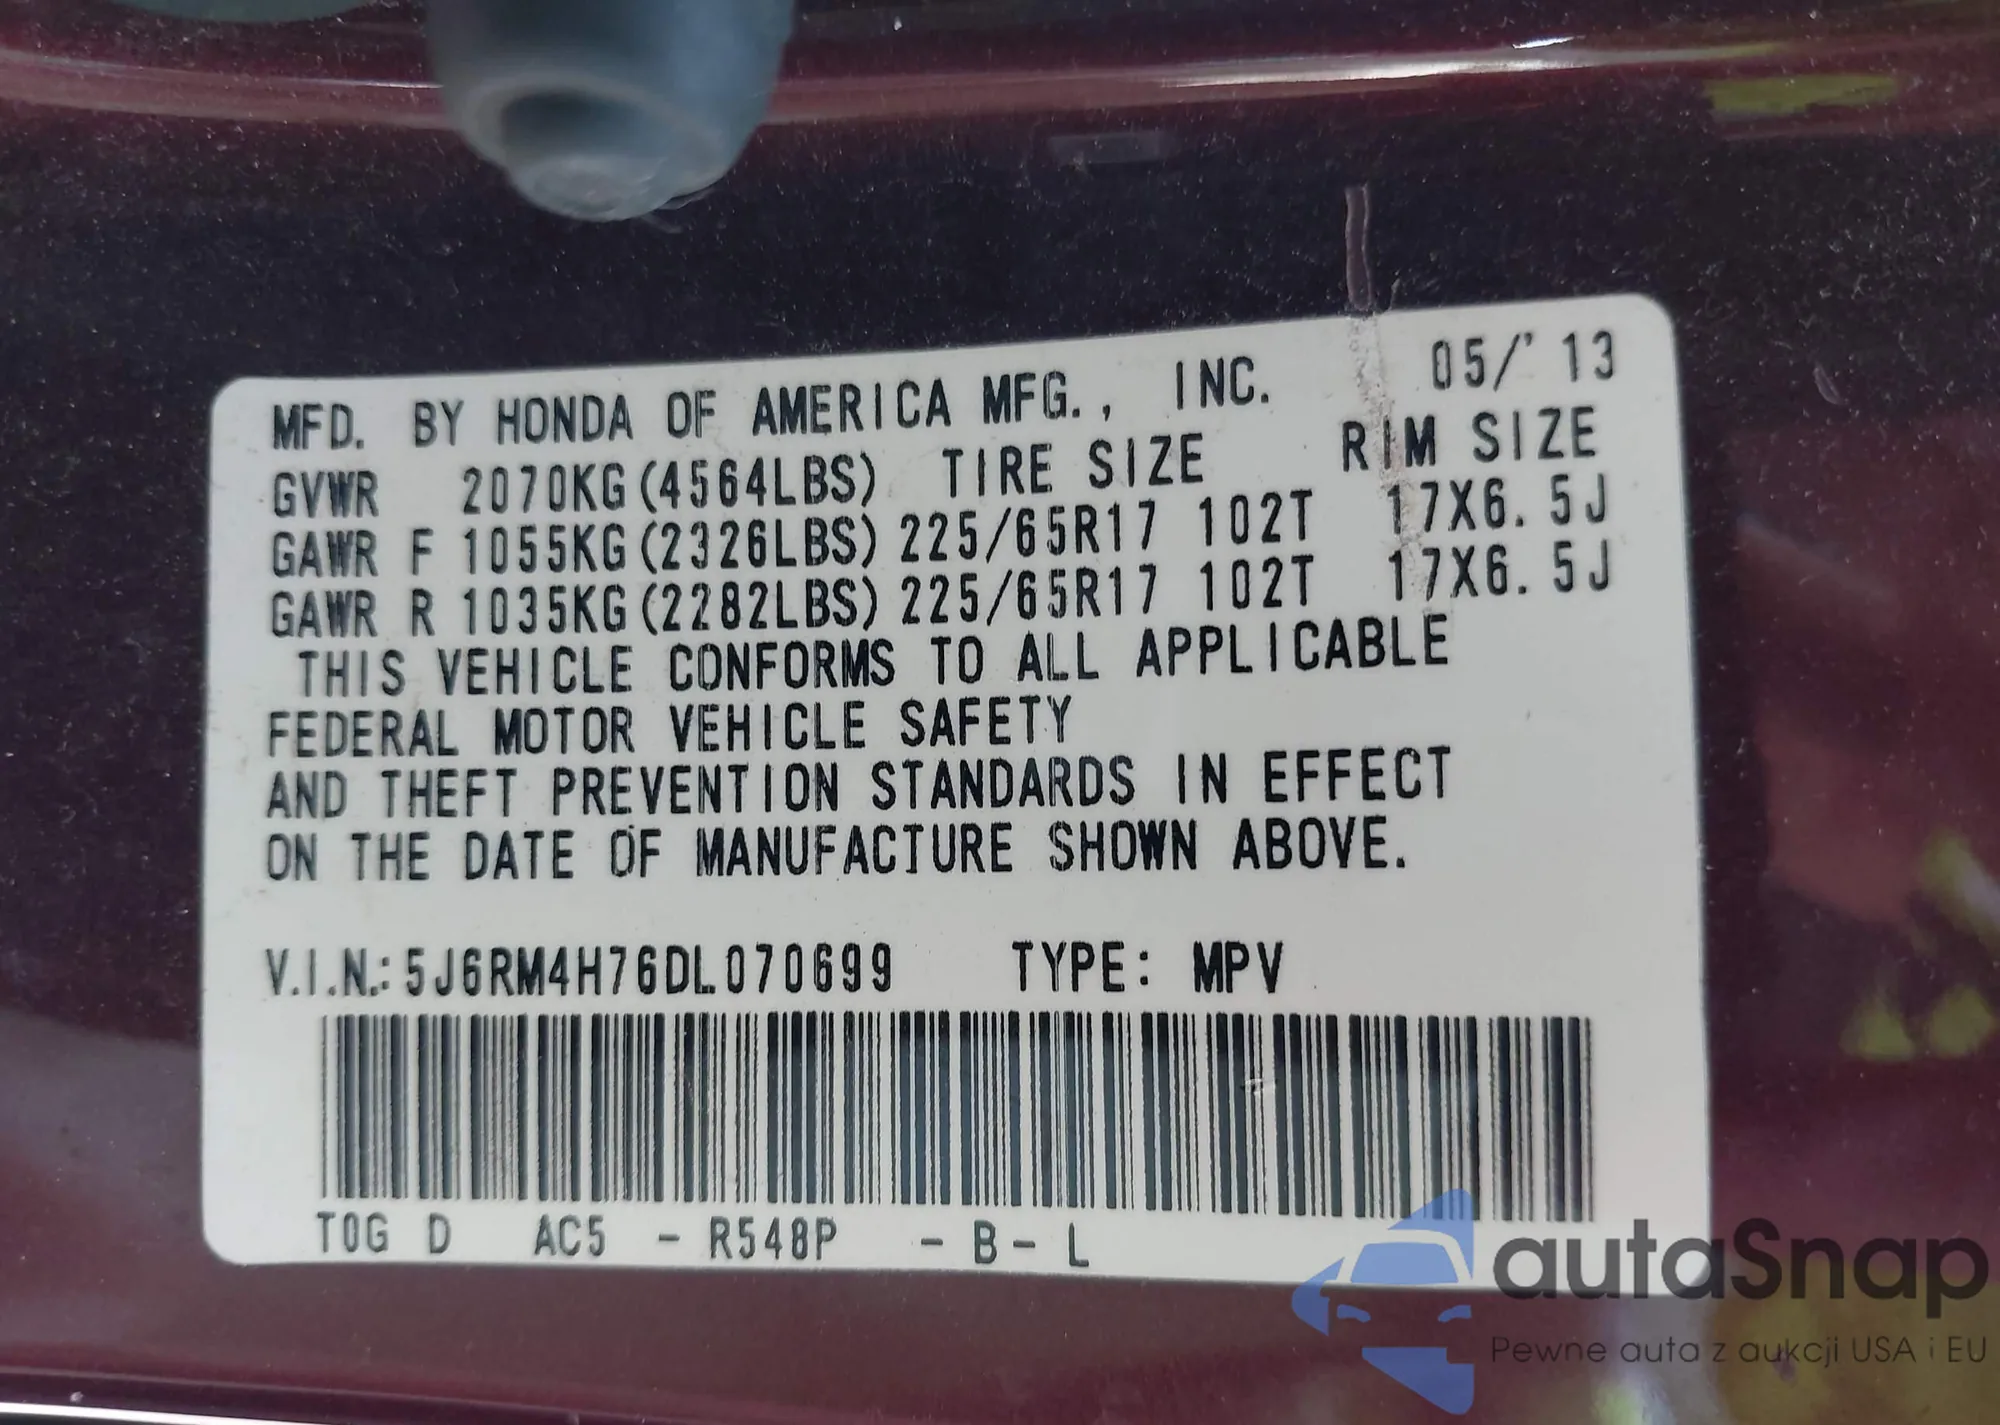 MFD. BY HONDA OF AMERICA MFG., INC. 05/'13
GVWR 2070KG(4564LBS) TIRE SIZE RIM SIZE
GAWR F 1055KG(2326LBS) 225/65R17 102T 17X6.5J
GAWR R 1035KG(2282LBS) 225/65R17 102T 17X6.5J
THIS VEHICLE CONFORMS TO ALL APPLICABLE
FEDERAL MOTOR VEHICLE SAFETY
AND THEFT PREVENTION STANDARDS IN EFFECT
ON THE DATE OF MANUFACTURE SHOWN ABOVE.
V.I.N.: 5J6RM4H76DL070699 TYPE: MPV
T0G D AC5 - R548P - B - L
autaSnap
Pewne auta z aukcji USA i EU